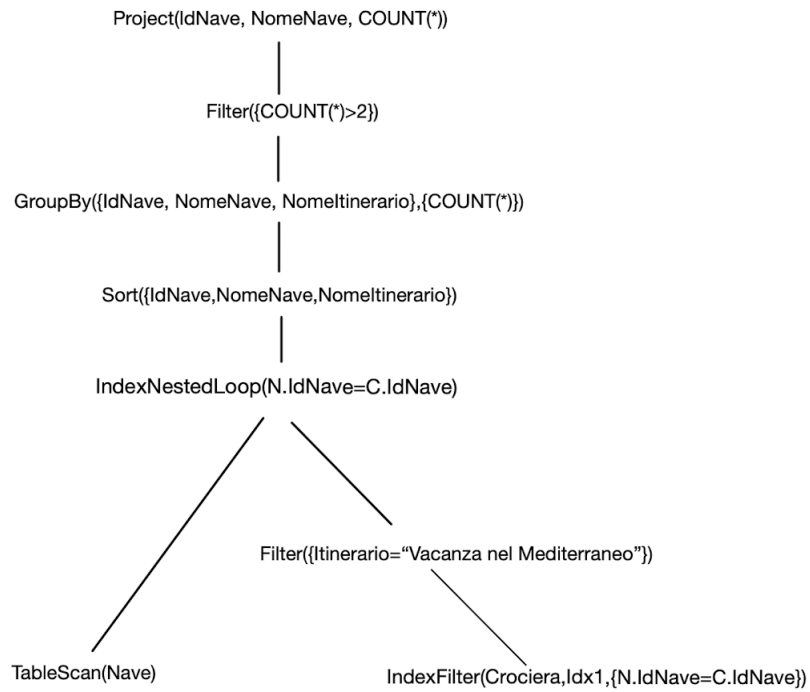 Project(IdNave, NomeNave, COUNT(*))
Filter({COUNT(*)>2})
GroupBy({IdNave, NomeNave, NomeItinerario},{COUNT(*)})
Sort({IdNave,NomeNave,NomeItinerario})
IndexNestedLoop(N.IdNave=C.IdNave)
Filter({Itinerario=“Vacanza nel Mediterraneo”})
TableScan(Nave)
IndexFilter(Crociera,Idx1,{N.IdNave=C.IdNave})